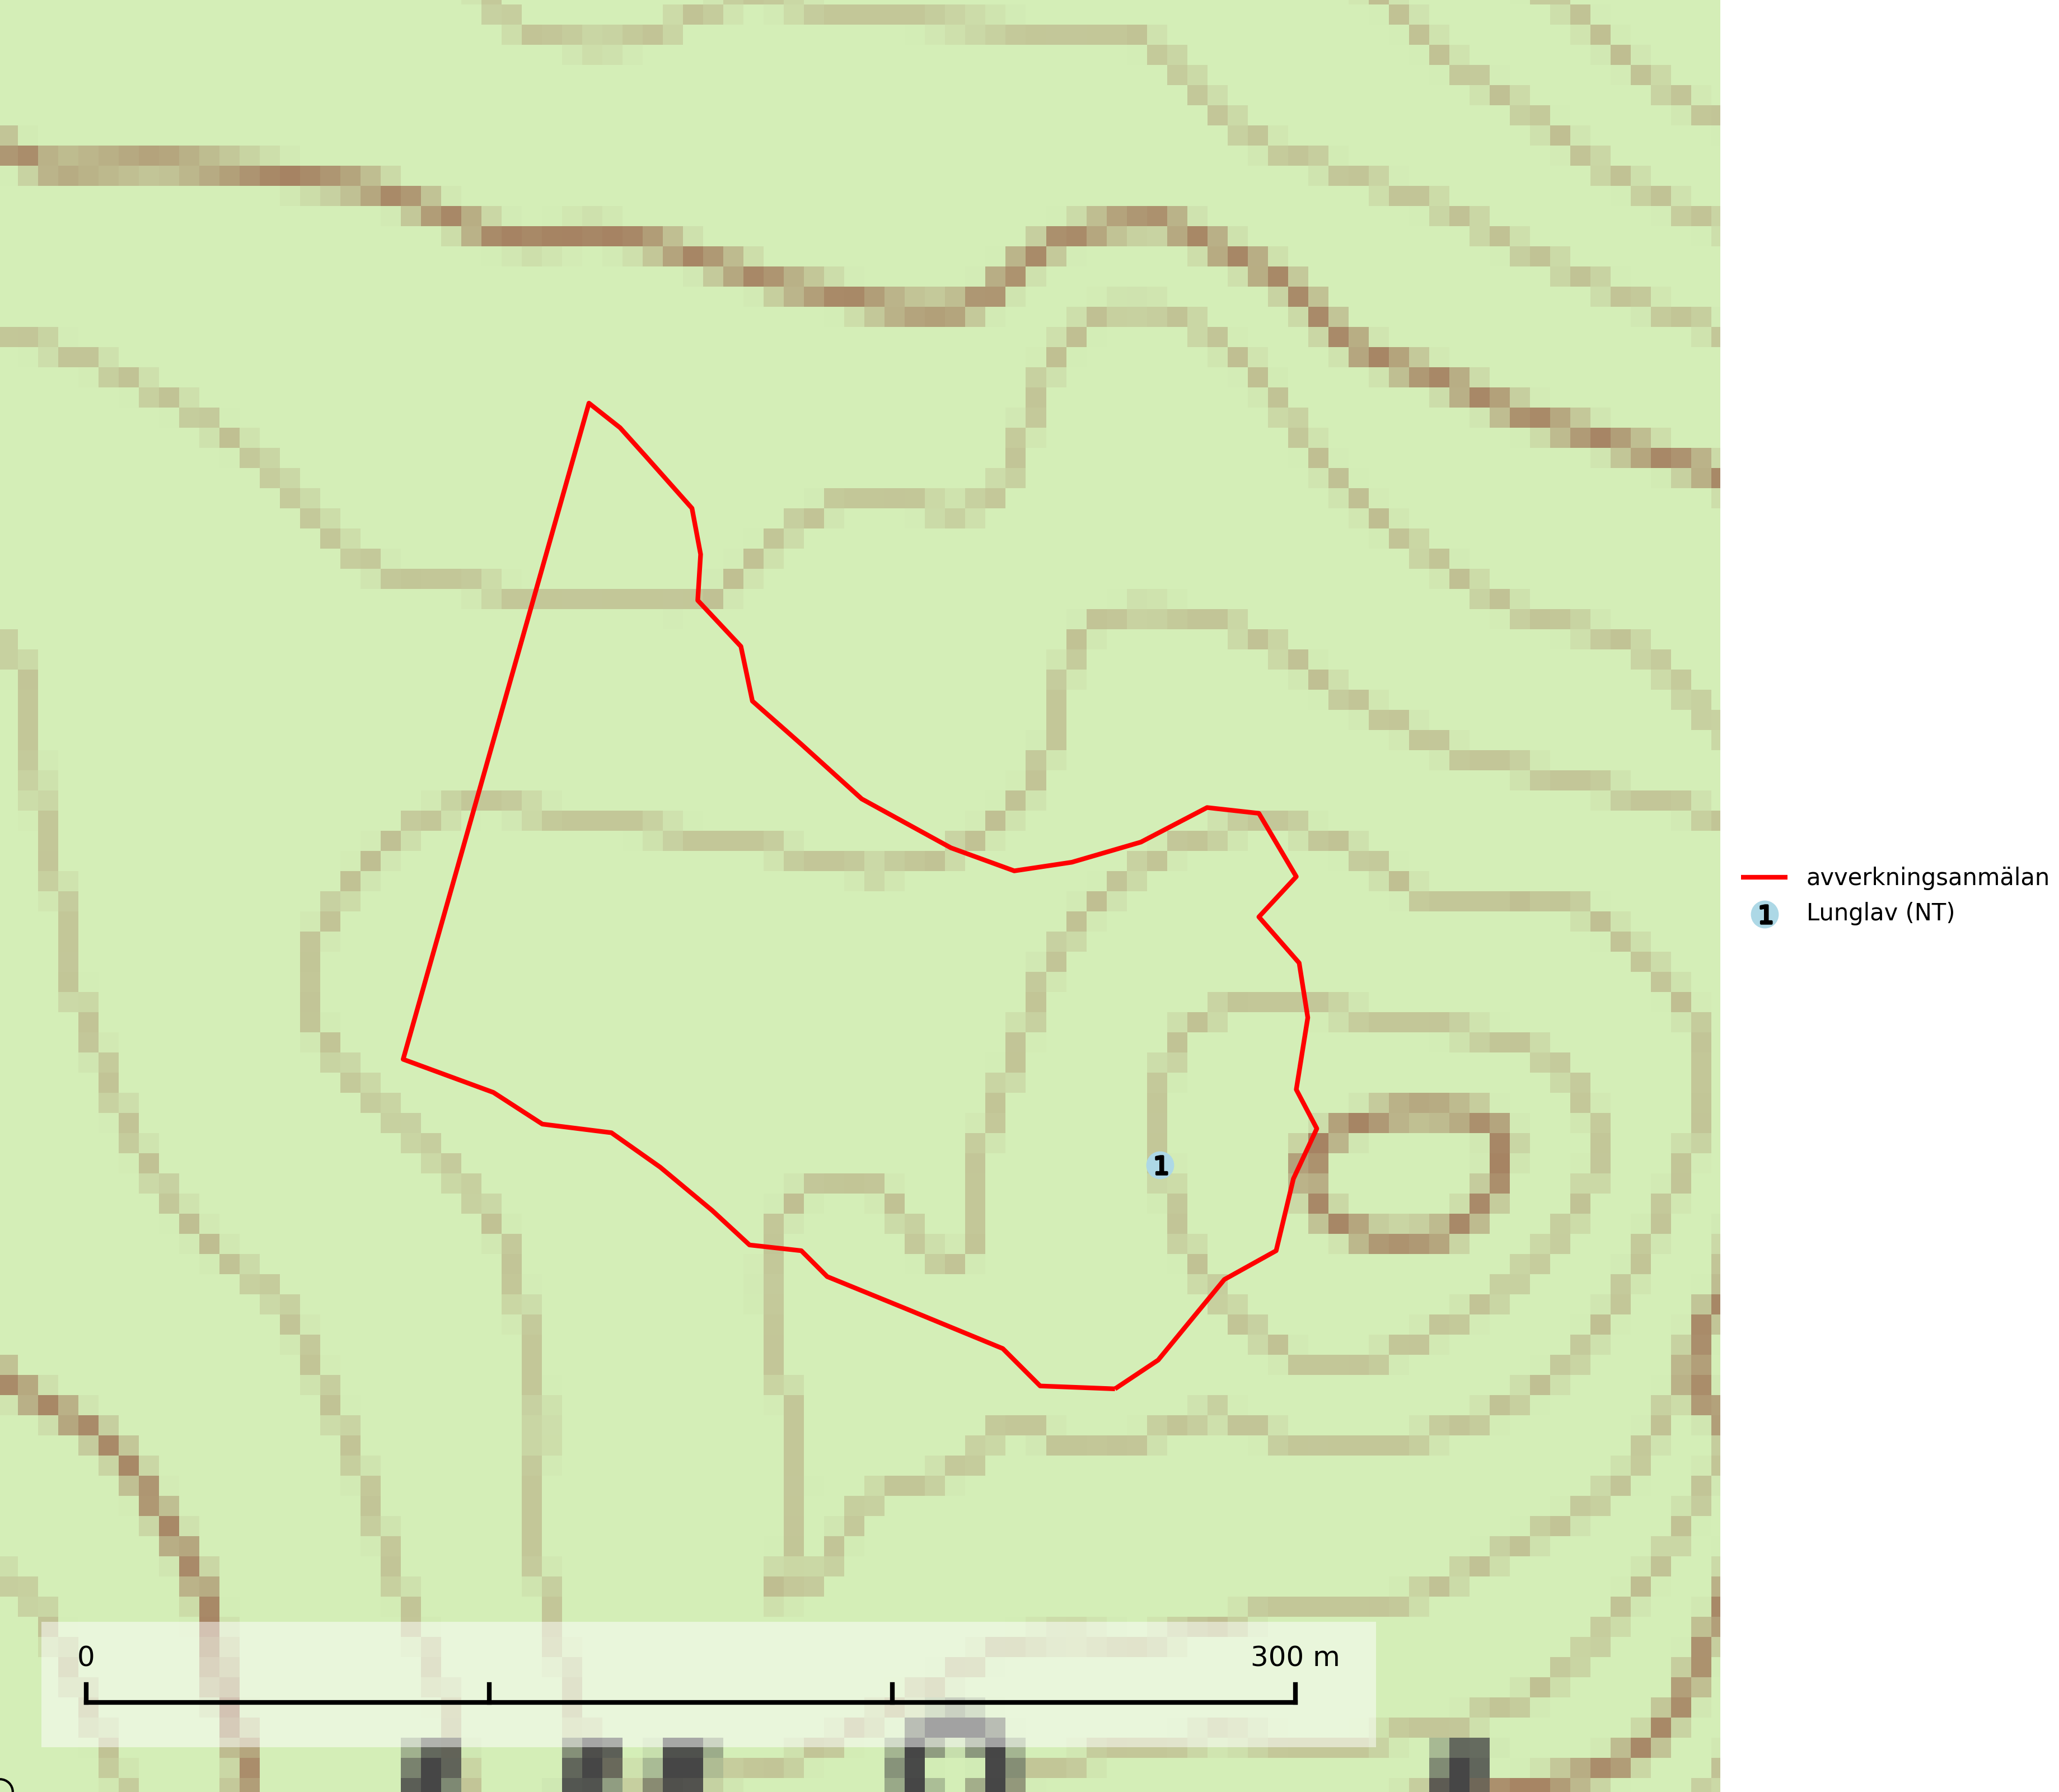 avverkningsanmälan
1 Lunglav (NT)
1
0 300 m